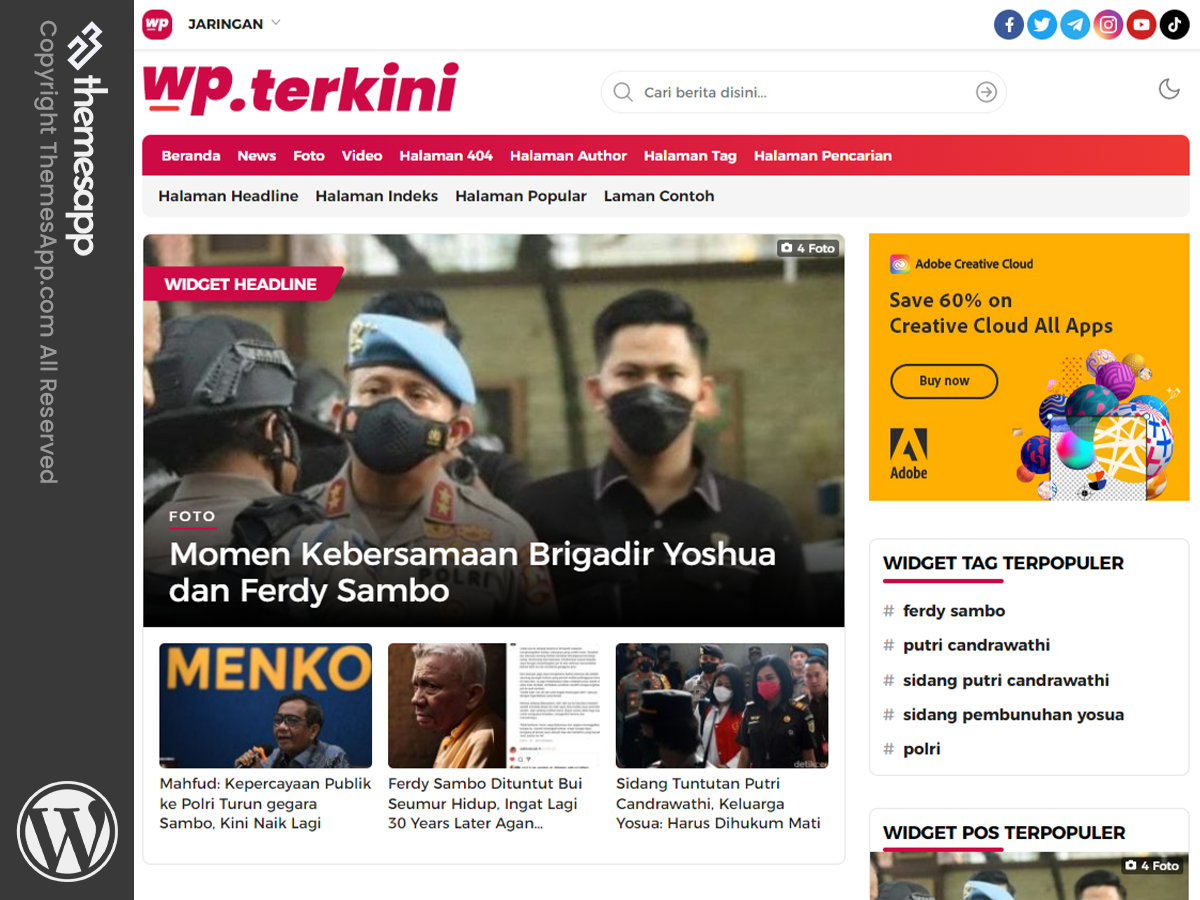 themesapp
Copyright ThemesApp.com All Reserved
wp
JARINGAN
wp.terkini
Cari berita disini...
Beranda News Foto Video Halaman 404 Halaman Author Halaman Tag Halaman Pencarian
Halaman Headline Halaman Indeks Halaman Popular Laman Contoh
4 Foto
WIDGET HEADLINE
POLRI
FOTO
Momen Kebersamaan Brigadir Yoshua
dan Ferdy Sambo
MENKO
Mahfud: Kepercayaan Publik
ke Polri Turun gegara
Sambo, Kini Naik Lagi
Ferdy Sambo Dituntut Bui
Seumur Hidup, Ingat Lagi
30 Years Later Agan...
detikcom
Sidang Tuntutan Putri
Candrawathi, Keluarga
Yosua: Harus Dihukum Mati
Adobe Creative Cloud
Save 60% on
Creative Cloud All Apps
Buy now
Adobe
WIDGET TAG TERPOPULER
# ferdy sambo
# putri candrawathi
# sidang putri candrawathi
# sidang pembunuhan yosua
# polri
WIDGET POS TERPOPULER
4 Foto